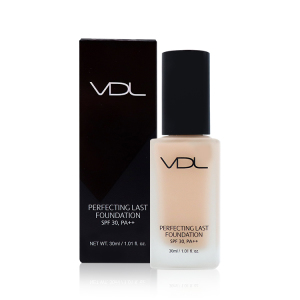 VDL
PERFECTING LAST
FOUNDATION
SPF 30, PA++
NET WT. 30ml / 1.01 fl. oz.
VDL
PERFECTING LAST
FOUNDATION
SPF 30, PA++
30ml / 1.01 fl. oz.